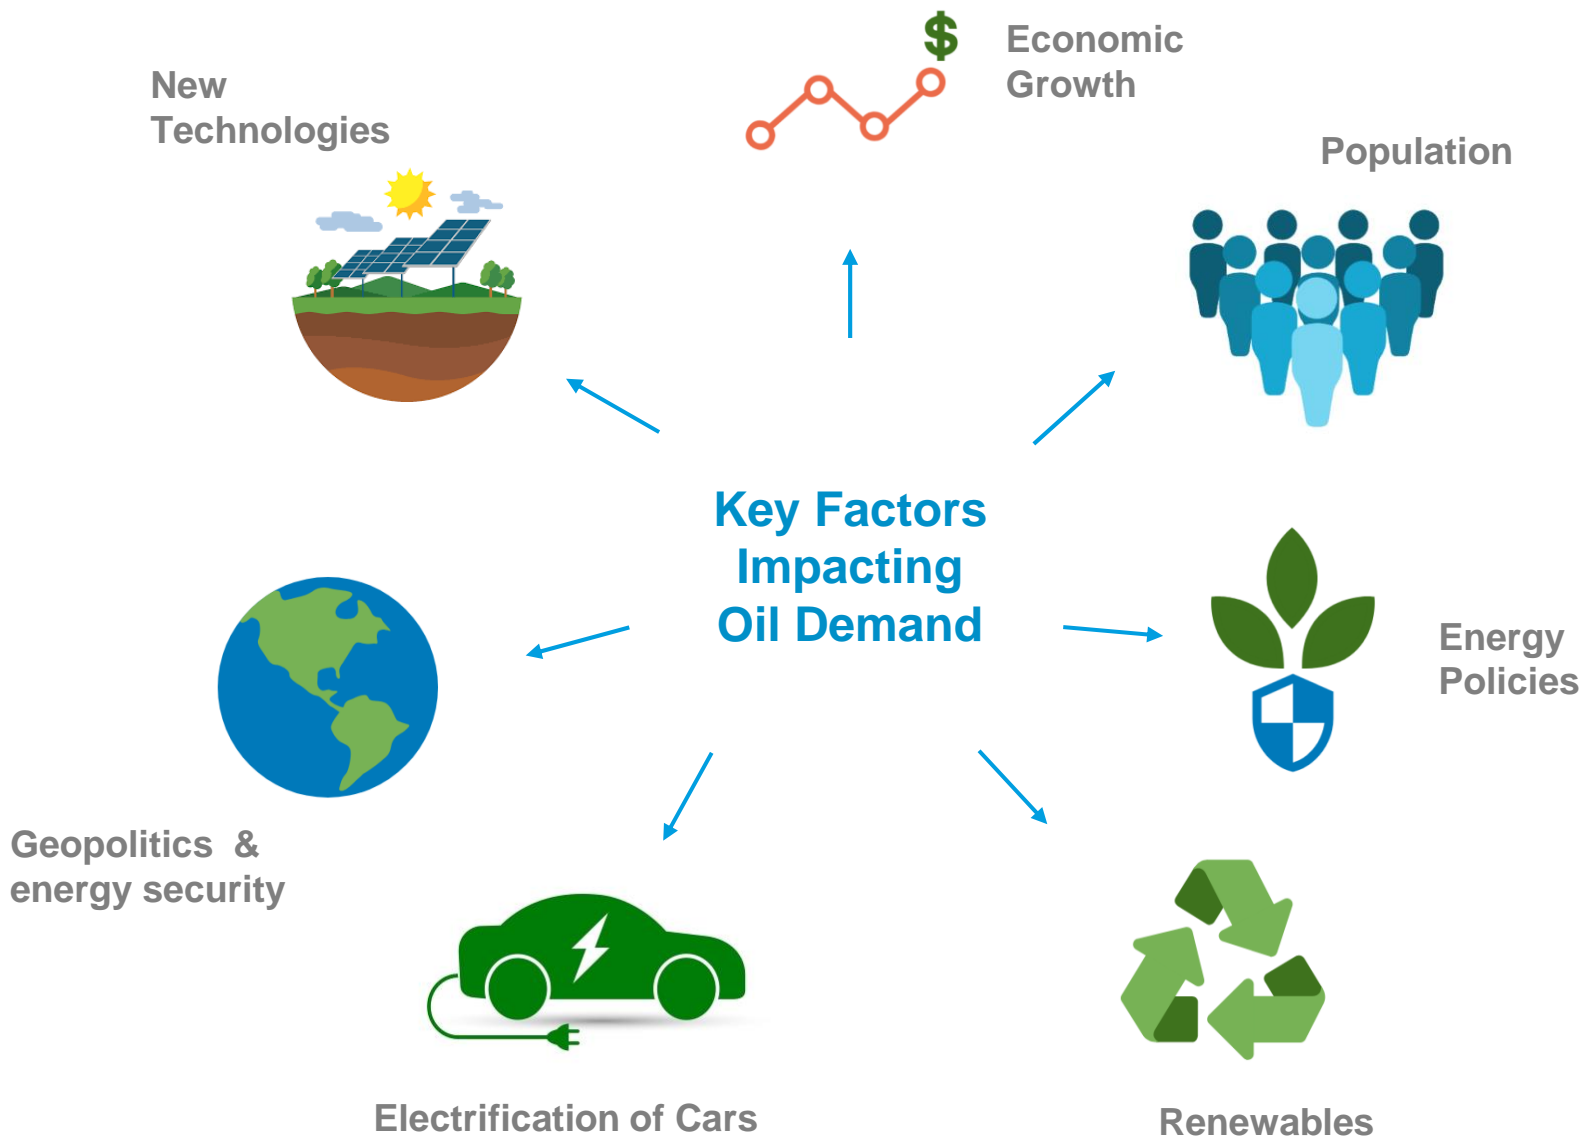 $
Economic
Growth
New
Technologies
Population
Key Factors
Impacting
Oil Demand
Energy
Policies
Geopolitics & 
energy security
Electrification of Cars
Renewables